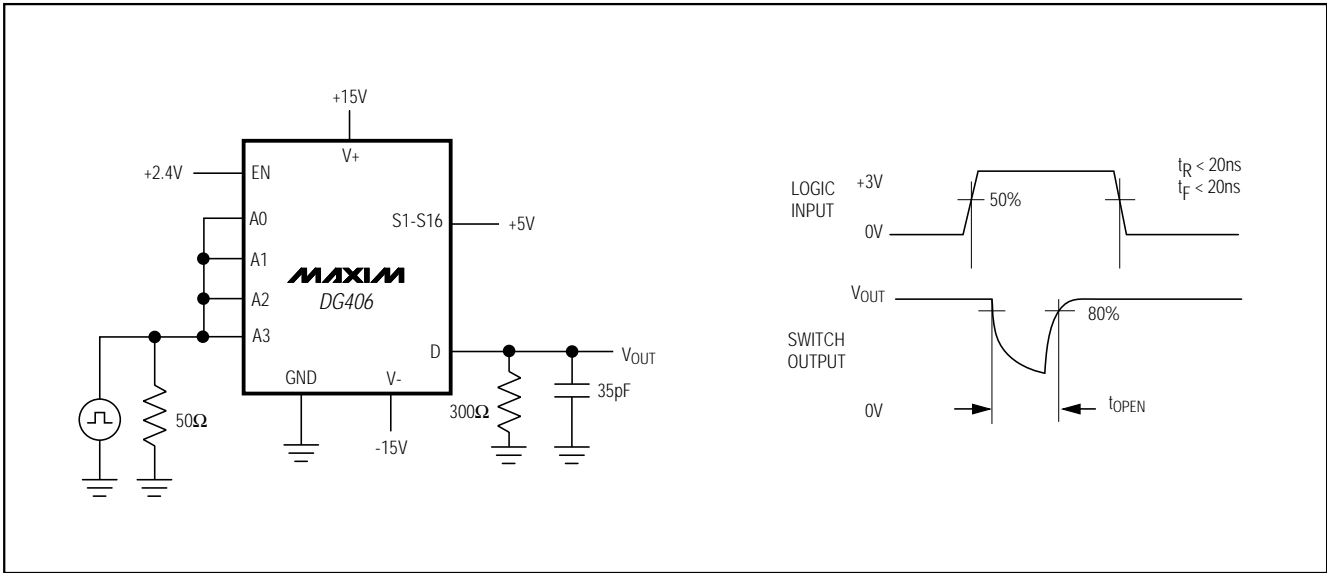 +15V
V+
+2.4V
EN
A0
S1-S16
+5V
A1
MAXIM
DG406
A2
A3
D
VOUT
GND
V-
50Ω
300Ω
35pF
-15V
LOGIC
INPUT
+3V
50%
0V
tR < 20ns
tF < 20ns
VOUT
80%
SWITCH
OUTPUT
0V
tOPEN